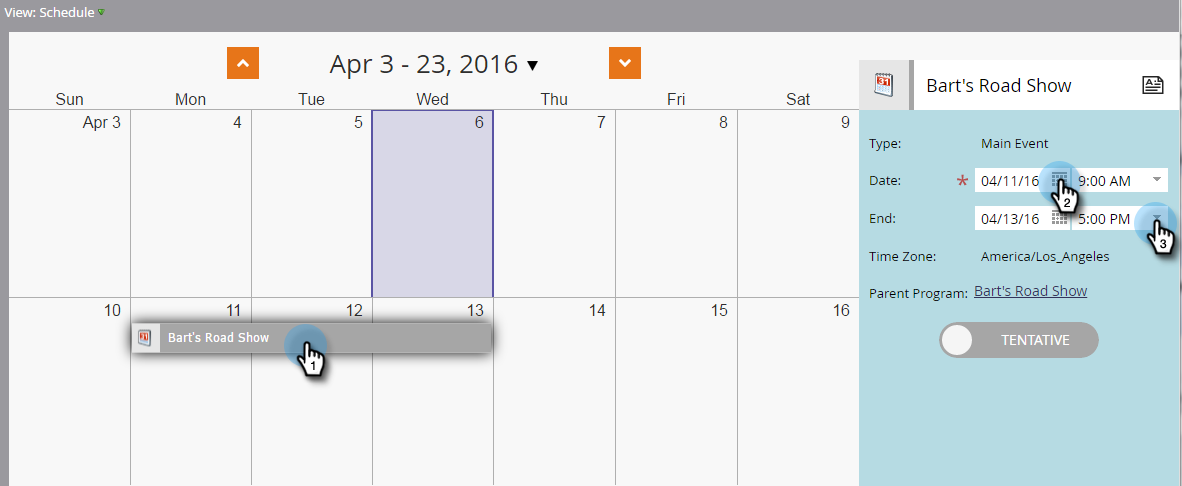 View: Schedule
Apr 3 - 23, 2016
Sun Mon Tue Wed Thu Fri Sat
Apr 3 4 5 6 7 8 9
10 11 12 13 14 15 16
31 Bart's Road Show
1
31 Bart's Road Show
Type: Main Event
Date: * 04/11/16 9:00 AM
2
End: 04/13/16 5:00 PM
3
Time Zone: America/Los_Angeles
Parent Program: Bart's Road Show
TENTATIVE